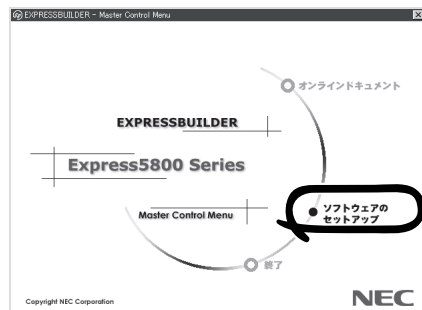 EXPRESSBUILDER - Master Control Menu
オンラインドキュメント
EXPRESSBUILDER
Express5800 Series
ソフトウェアの
セットアップ
Master Control Menu
終了
Copyright NEC Corporation
NEC